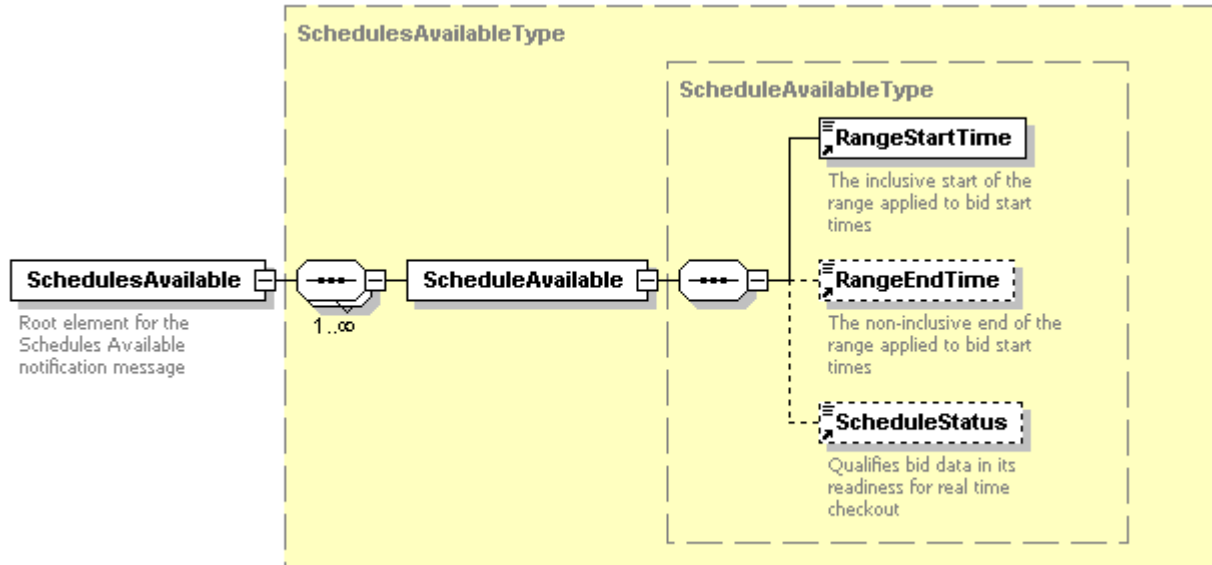 SchedulesAvailableType
ScheduleAvailableType
RangeStartTime
The inclusive start of the
range applied to bid start
times
SchedulesAvailable
Root element for the
Schedules Available
notification message
1..∞
ScheduleAvailable
RangeEndTime
The non-inclusive end of the
range applied to bid start
times
ScheduleStatus
Qualifies bid data in its
readiness for real time
checkout